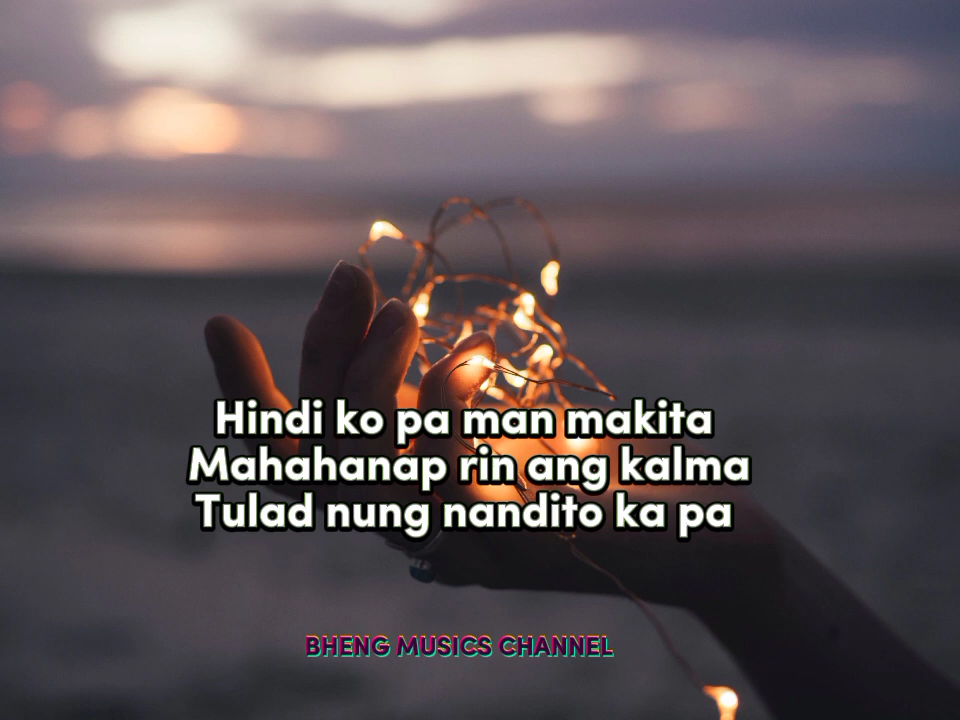 Hindi ko pa man makita
Mahahanap rin ang kalma
Tulad nung nandito ka pa
BHENG MUSICS CHANNEL